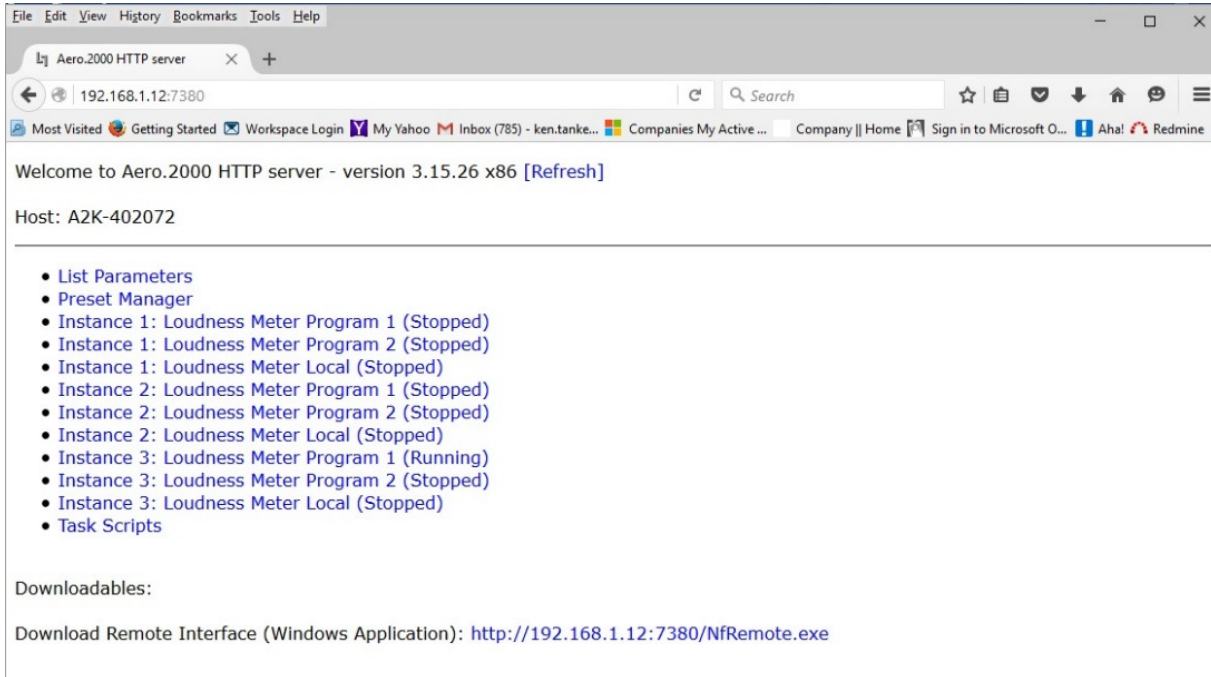 File Edit View History Bookmarks Tools Help
Aero.2000 HTTP server
192.168.1.12:7380 Search
Most Visited Getting Started Workspace Login My Yahoo Inbox (785) - ken.tanke... Companies My Active ... Company || Home Sign in to Microsoft O... Aha! Redmine
Welcome to Aero.2000 HTTP server - version 3.15.26 x86 [Refresh]
Host: A2K-402072
• List Parameters
• Preset Manager
• Instance 1: Loudness Meter Program 1 (Stopped)
• Instance 1: Loudness Meter Program 2 (Stopped)
• Instance 1: Loudness Meter Local (Stopped)
• Instance 2: Loudness Meter Program 1 (Stopped)
• Instance 2: Loudness Meter Program 2 (Stopped)
• Instance 2: Loudness Meter Local (Stopped)
• Instance 3: Loudness Meter Program 1 (Running)
• Instance 3: Loudness Meter Program 2 (Stopped)
• Instance 3: Loudness Meter Local (Stopped)
• Task Scripts
Downloadables:
Download Remote Interface (Windows Application): http://192.168.1.12:7380/NfRemote.exe